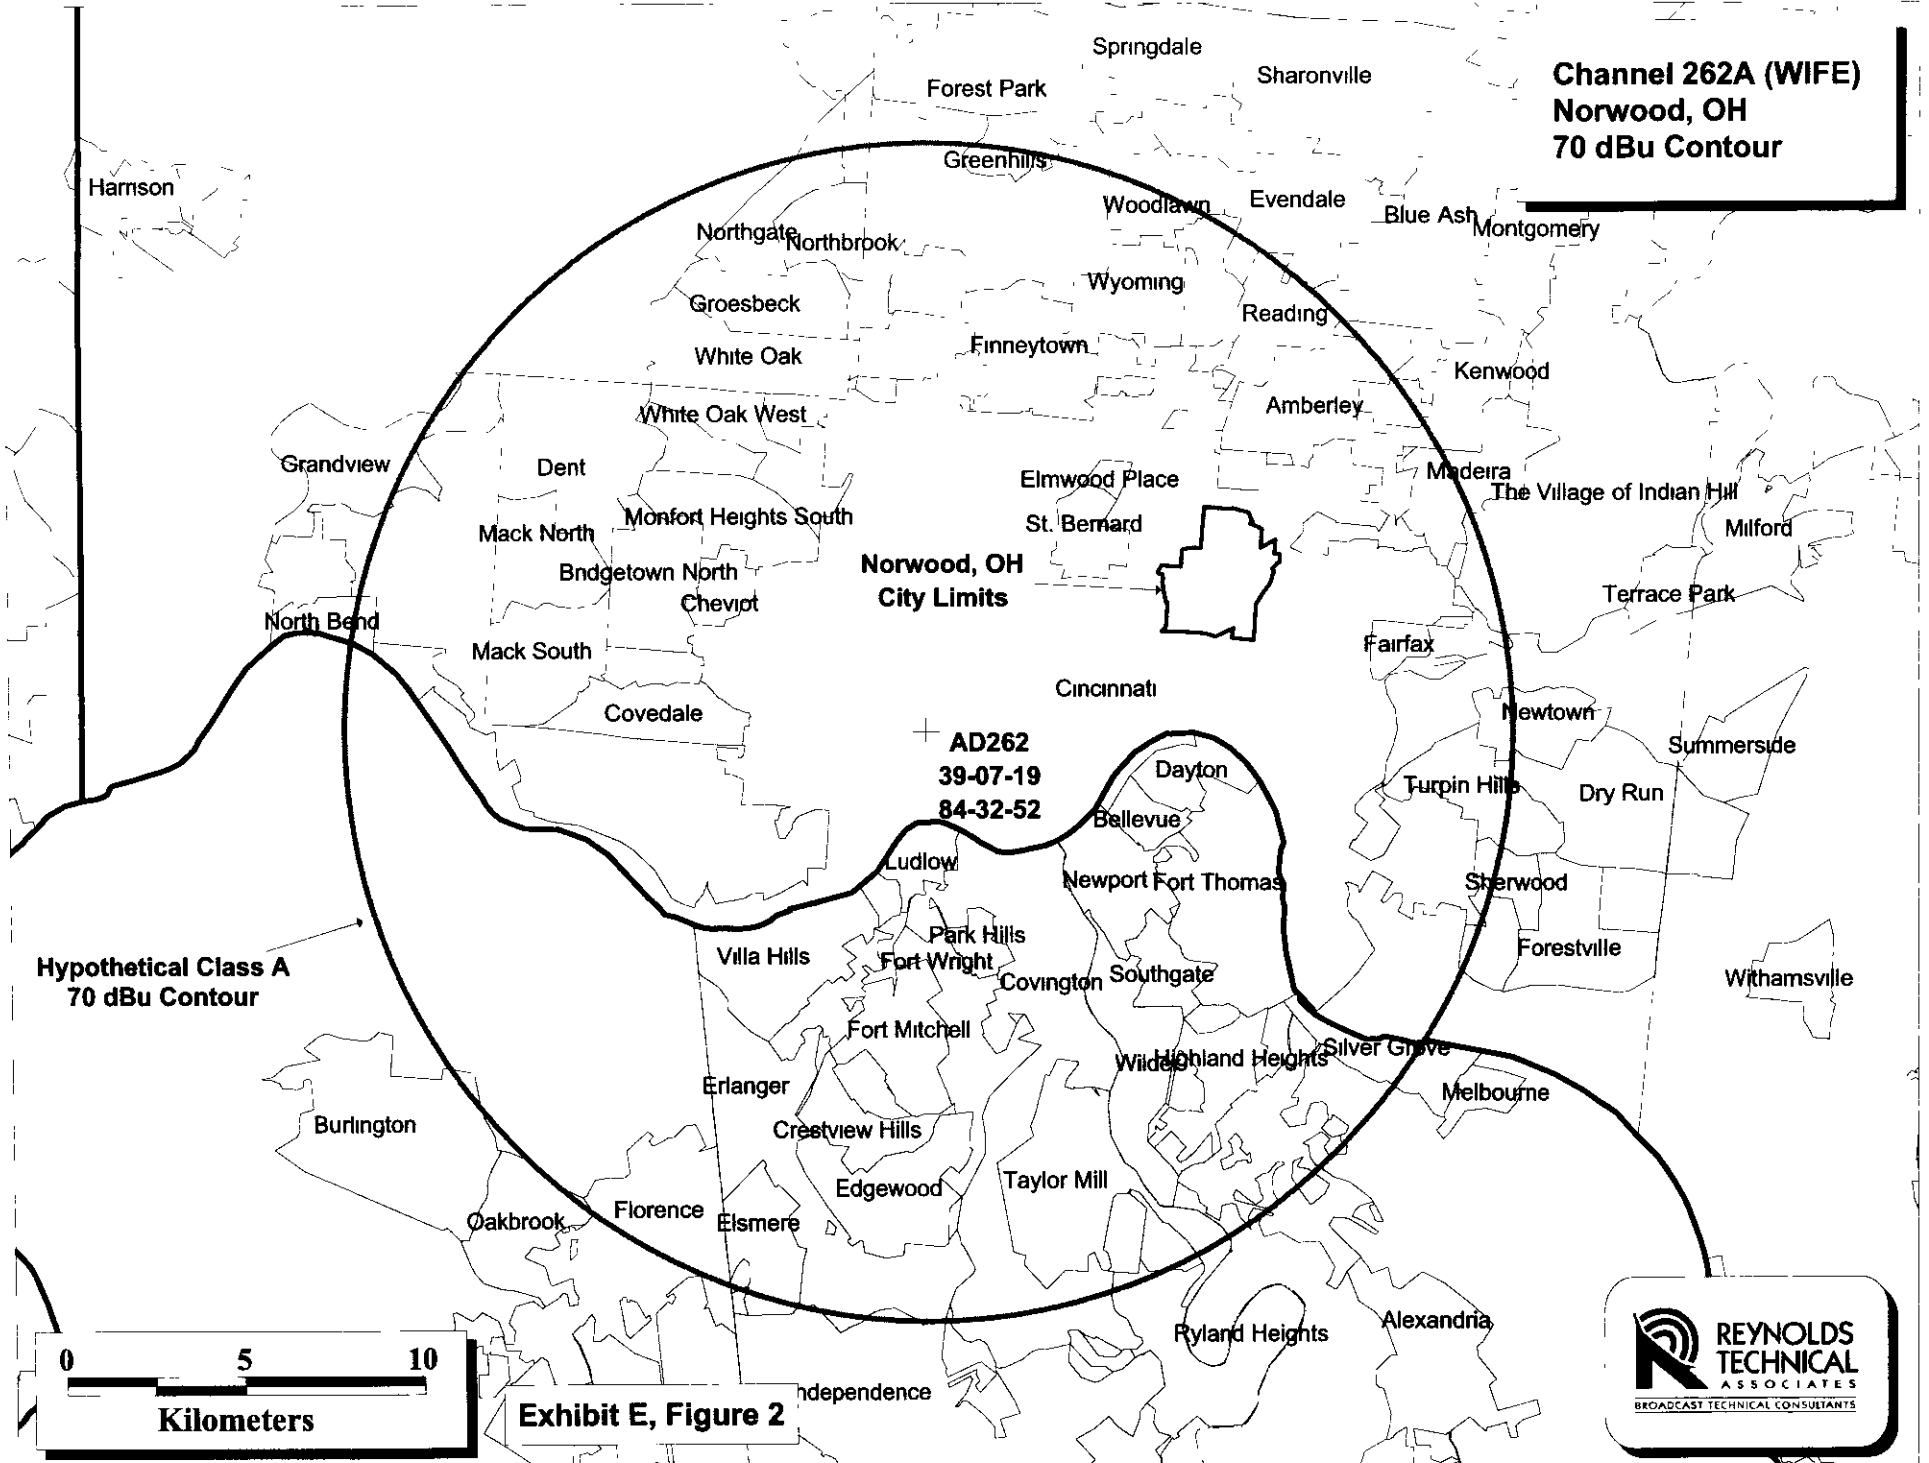 Springdale
Sharonville
Forest Park
Channel 262A (WIFE)
Norwood, OH
70 dBu Contour
Greenhills
Harrison
Woodlawn
Evendale
Blue Ash
Montgomery
Northgate
Northbrook
Wyoming
Groesbeck
Reading
Finneytown
White Oak
Kenwood
White Oak West
Amberley
Grandview
Dent
Elmwood Place
Madeira
The Village of Indian Hill
Monfort Heights South
St. Bernard
Milford
Mack North
Norwood, OH
City Limits
Bridgetown North
Cheviot
Terrace Park
North Bend
Mack South
Fairfax
Cincinnati
Covedale
Newtown
Summerside
AD262
39-07-19
84-32-52
Dayton
Turpin Hills
Dry Run
Bellevue
Ludlow
Newport
Fort Thomas
Sherwood
Park Hills
Forestville
Villa Hills
Fort Wright
Hypothetical Class A
70 dBu Contour
Covington
Southgate
Withamsville
Fort Mitchell
Wilder
Highland Heights
Silver Grove
Erlanger
Melbourne
Burlington
Crestview Hills
Taylor Mill
Edgewood
Florence
Oakbrook
Elsmere
Ryland Heights
Alexandria
0 5 10
Kilometers
Exhibit E, Figure 2
ndependence
REYNOLDS
TECHNICAL
ASSOCIATES
BROADCAST TECHNICAL CONSULTANTS